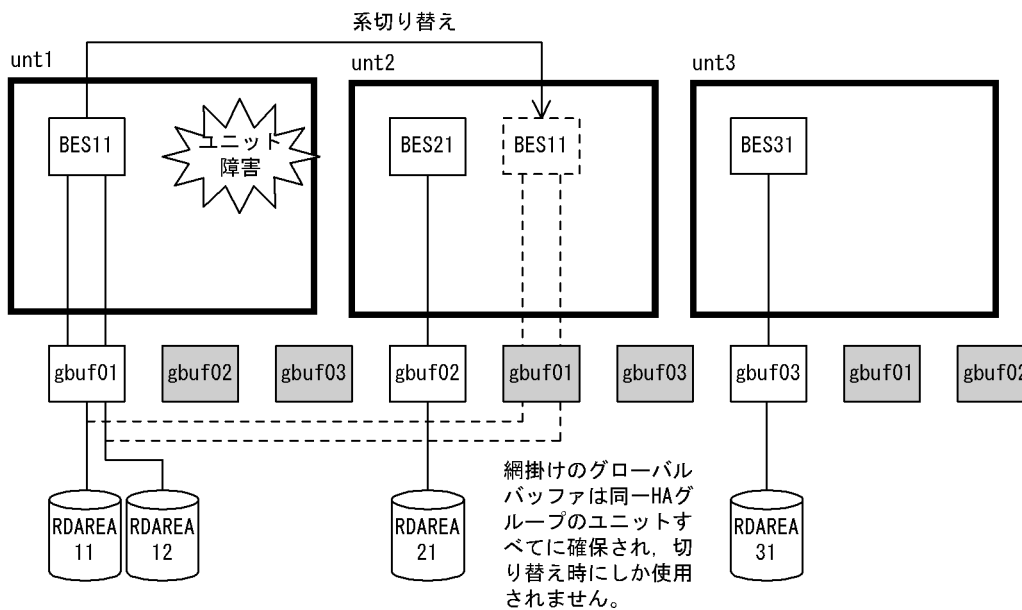 系切り替え
unt1
unt2
unt3
BES11
ユニット
障害
BES21
BES11
BES31
gbuf01
gbuf02
gbuf03
gbuf02
gbuf01
gbuf03
gbuf03
gbuf01
gbuf02
RDAREA
11
RDAREA
12
RDAREA
21
網掛けのグローバル
バッファは同一HAグ
ループのユニットす
べてに確保され，切
り替え時にしか使用
されません。
RDAREA
31